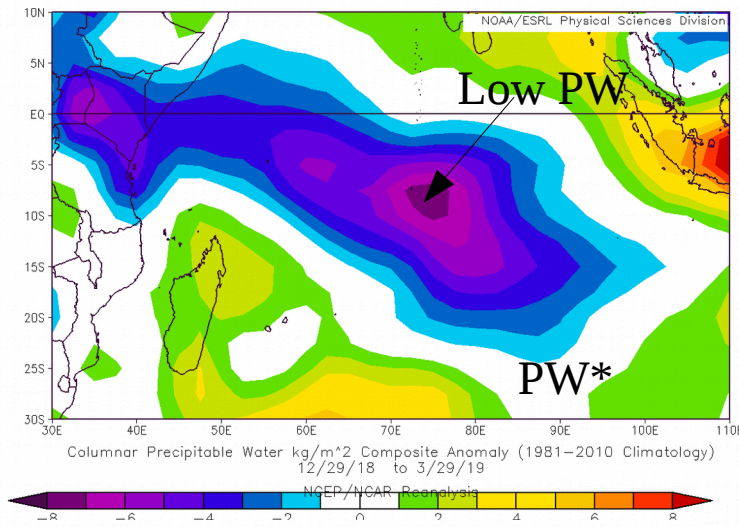 NOAA/ESRL Physical Sciences Division
10N
5N
EQ
5S
10S
15S
20S
25S
30S
Low PW
PW*
30E 40E 50E 60E 70E 80E 90E 100E 110E
Columnar Precipitable Water kg/m^2 Composite Anomaly (1981-2010 Climatology)
12/29/18 to 3/29/19
NCEP/NCAR Reanalysis
-8 -6 -4 -2 0 2 4 6 8